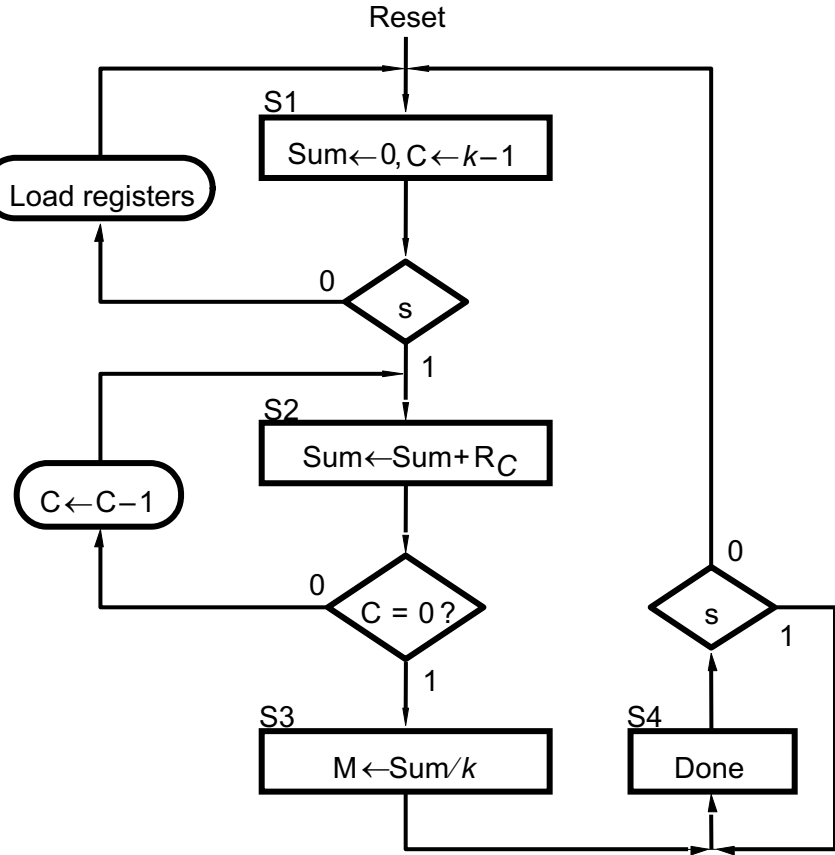 Reset
S1
Sum←0, C←k−1
Load registers
0
s
1
S2
Sum←Sum+R_C
C←C−1
0
C = 0 ?
1
0
s
1
S3
M←Sum/k
S4
Done